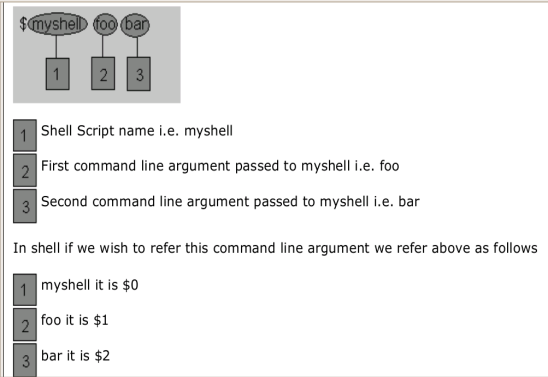 $ myshell foo bar
1 2 3
1 Shell Script name i.e. myshell
2 First command line argument passed to myshell i.e. foo
3 Second command line argument passed to myshell i.e. bar
In shell if we wish to refer this command line argument we refer above as follows
1 myshell it is $0
2 foo it is $1
3 bar it is $2